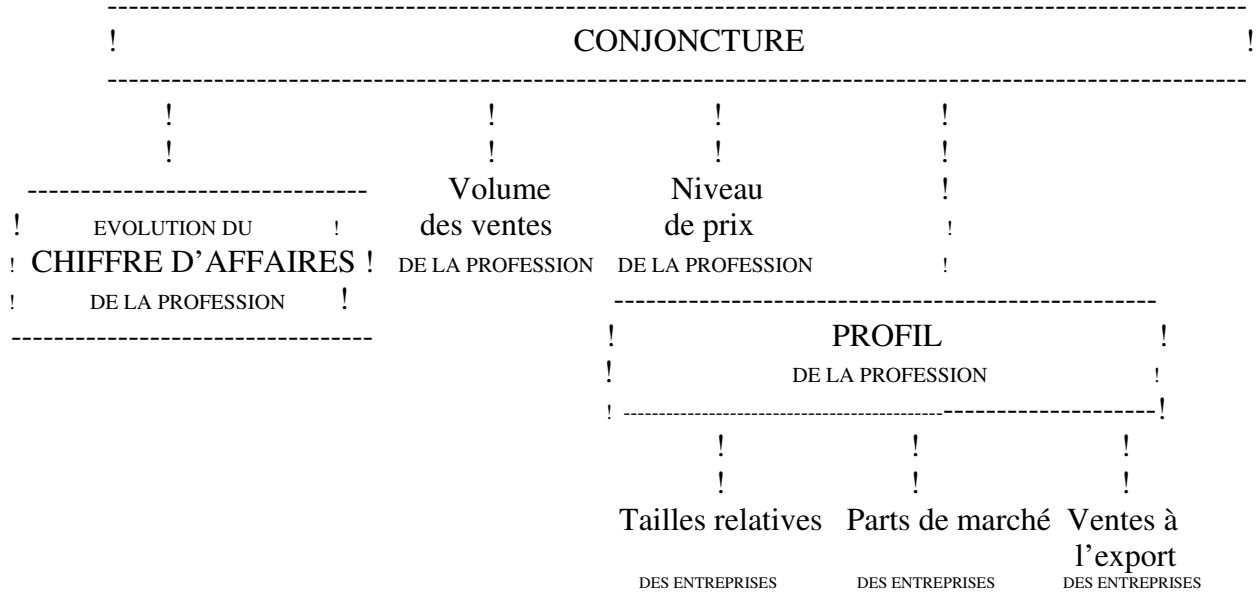 CONJONCTURE
EVOLUTION DU
CHIFFRE D'AFFAIRES
DE LA PROFESSION
Volume
des ventes
DE LA PROFESSION
Niveau
de prix
DE LA PROFESSION
PROFIL
DE LA PROFESSION
Tailles relatives
DES ENTREPRISES
Parts de marché
DES ENTREPRISES
Ventes à
l'export
DES ENTREPRISES